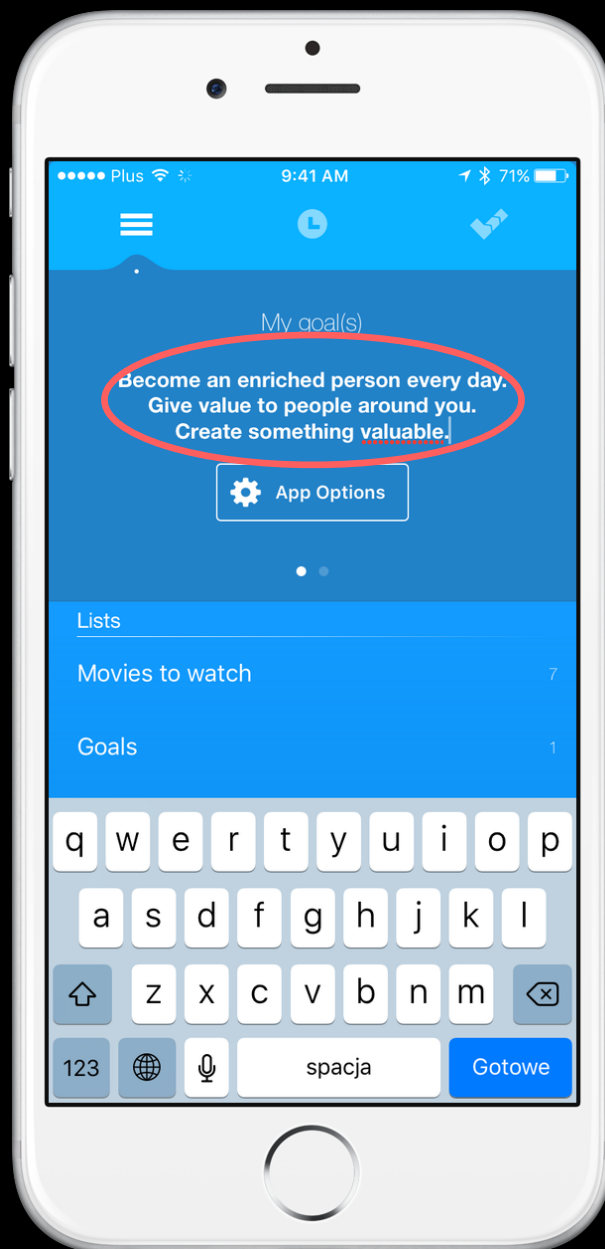 Plus 9:41 AM 71%
My goal(s)
Become an enriched person every day.
Give value to people around you.
Create something valuable.
App Options
Lists
Movies to watch 7
Goals 1
q w e r t y u i o p
a s d f g h j k l
z x c v b n m
123 spacja Gotowe